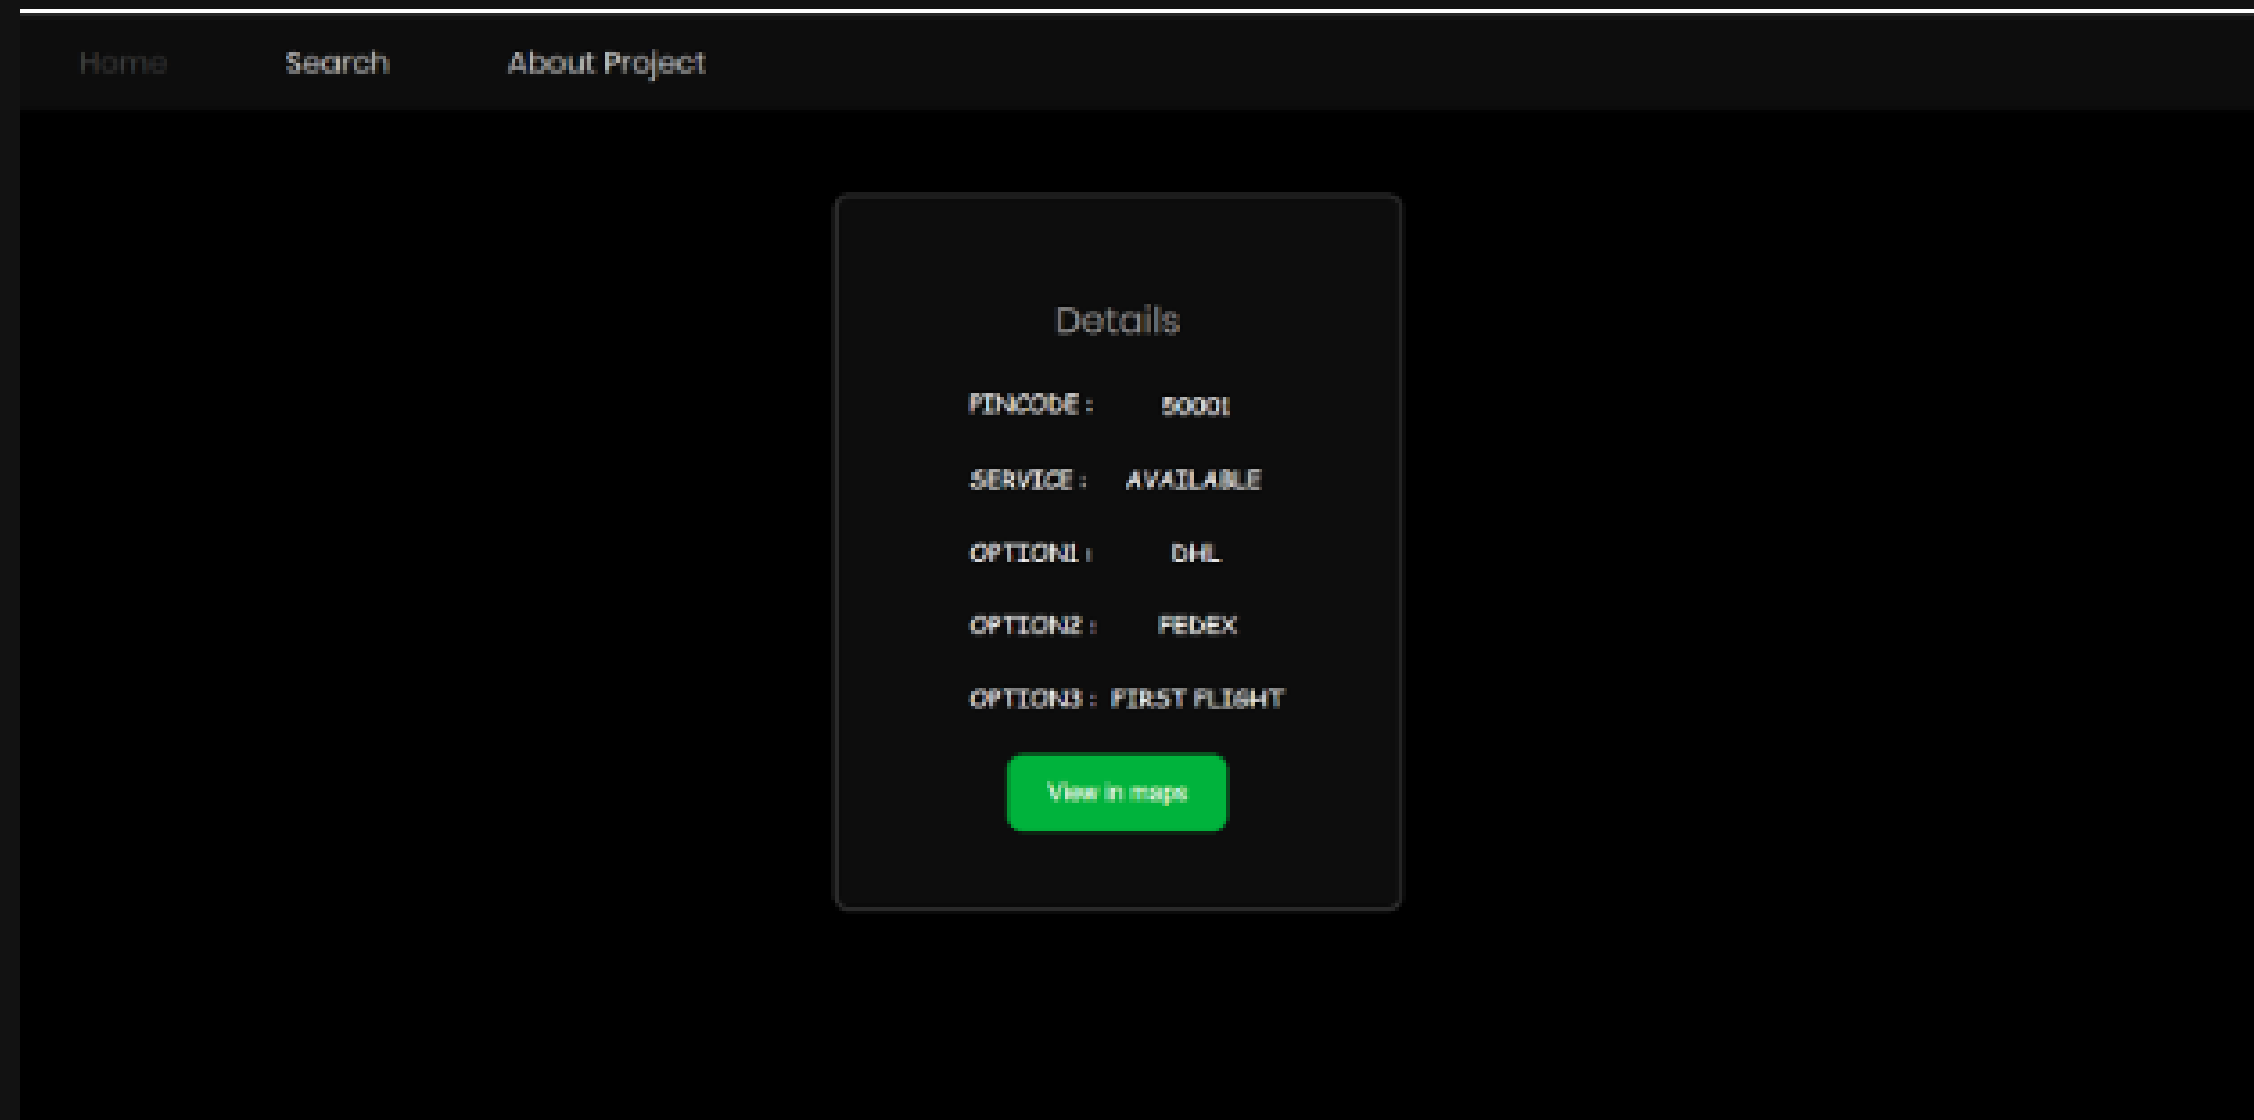 Home Search About Project
Details
PINCODE : 50001
SERVICE : AVAILABLE
OPTION1 : DHL
OPTION2 : FEDEX
OPTION3 : FIRST FLIGHT
View in maps